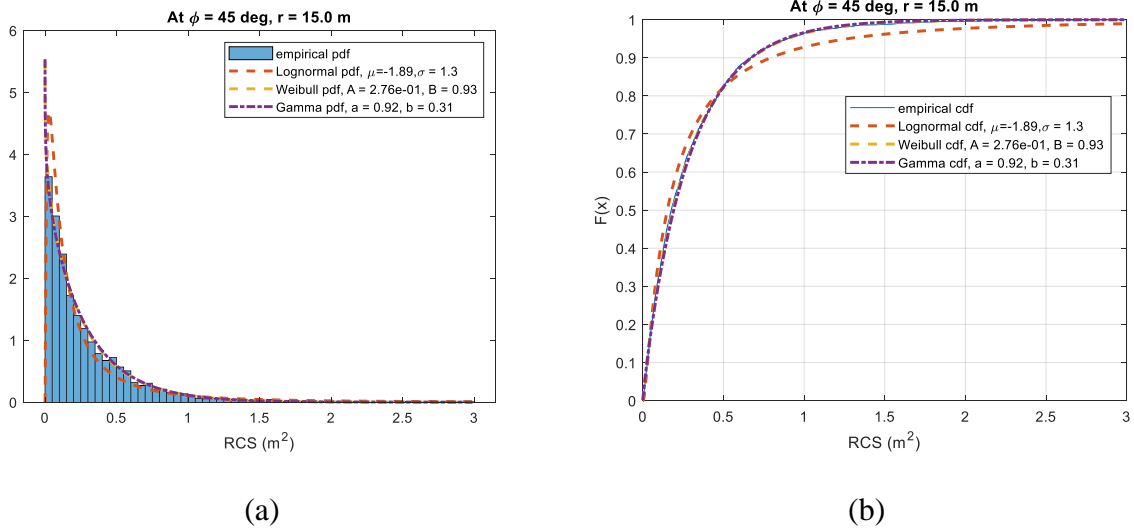 At ϕ = 45 deg, r = 15.0 m
6
5
4
3
2
1
0
empirical pdf
Lognormal pdf, μ=-1.89,σ = 1.3
Weibull pdf, A = 2.76e-01, B = 0.93
Gamma pdf, a = 0.92, b = 0.31
0 0.5 1 1.5 2 2.5 3
RCS (m²)
(a)
At ϕ = 45 deg, r = 15.0 m
1
0.9
0.8
0.7
0.6
0.5
0.4
0.3
0.2
0.1
0
F(x)
empirical cdf
Lognormal cdf, μ=-1.89,σ = 1.3
Weibull cdf, A = 2.76e-01, B = 0.93
Gamma cdf, a = 0.92, b = 0.31
0 0.5 1 1.5 2 2.5 3
RCS (m²)
(b)